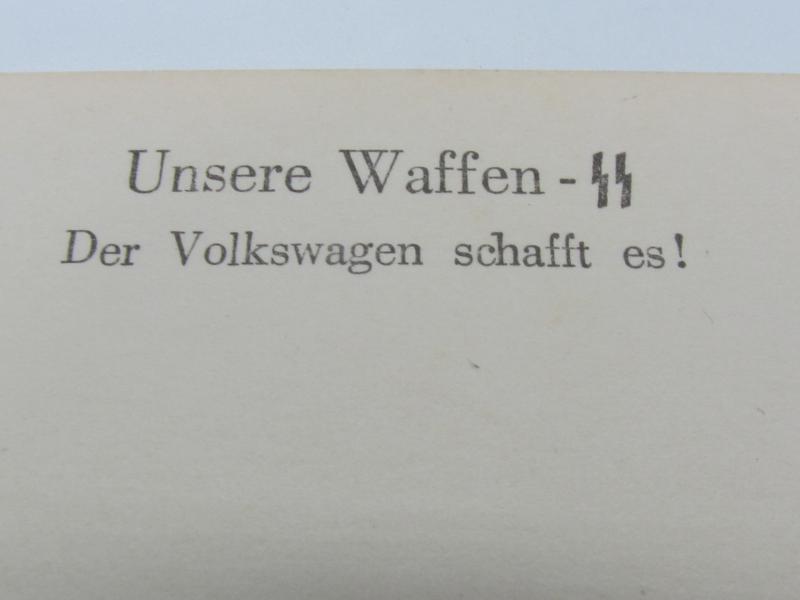 Unsere Waffen - ᛋᛋ
Der Volkswagen schafft es!